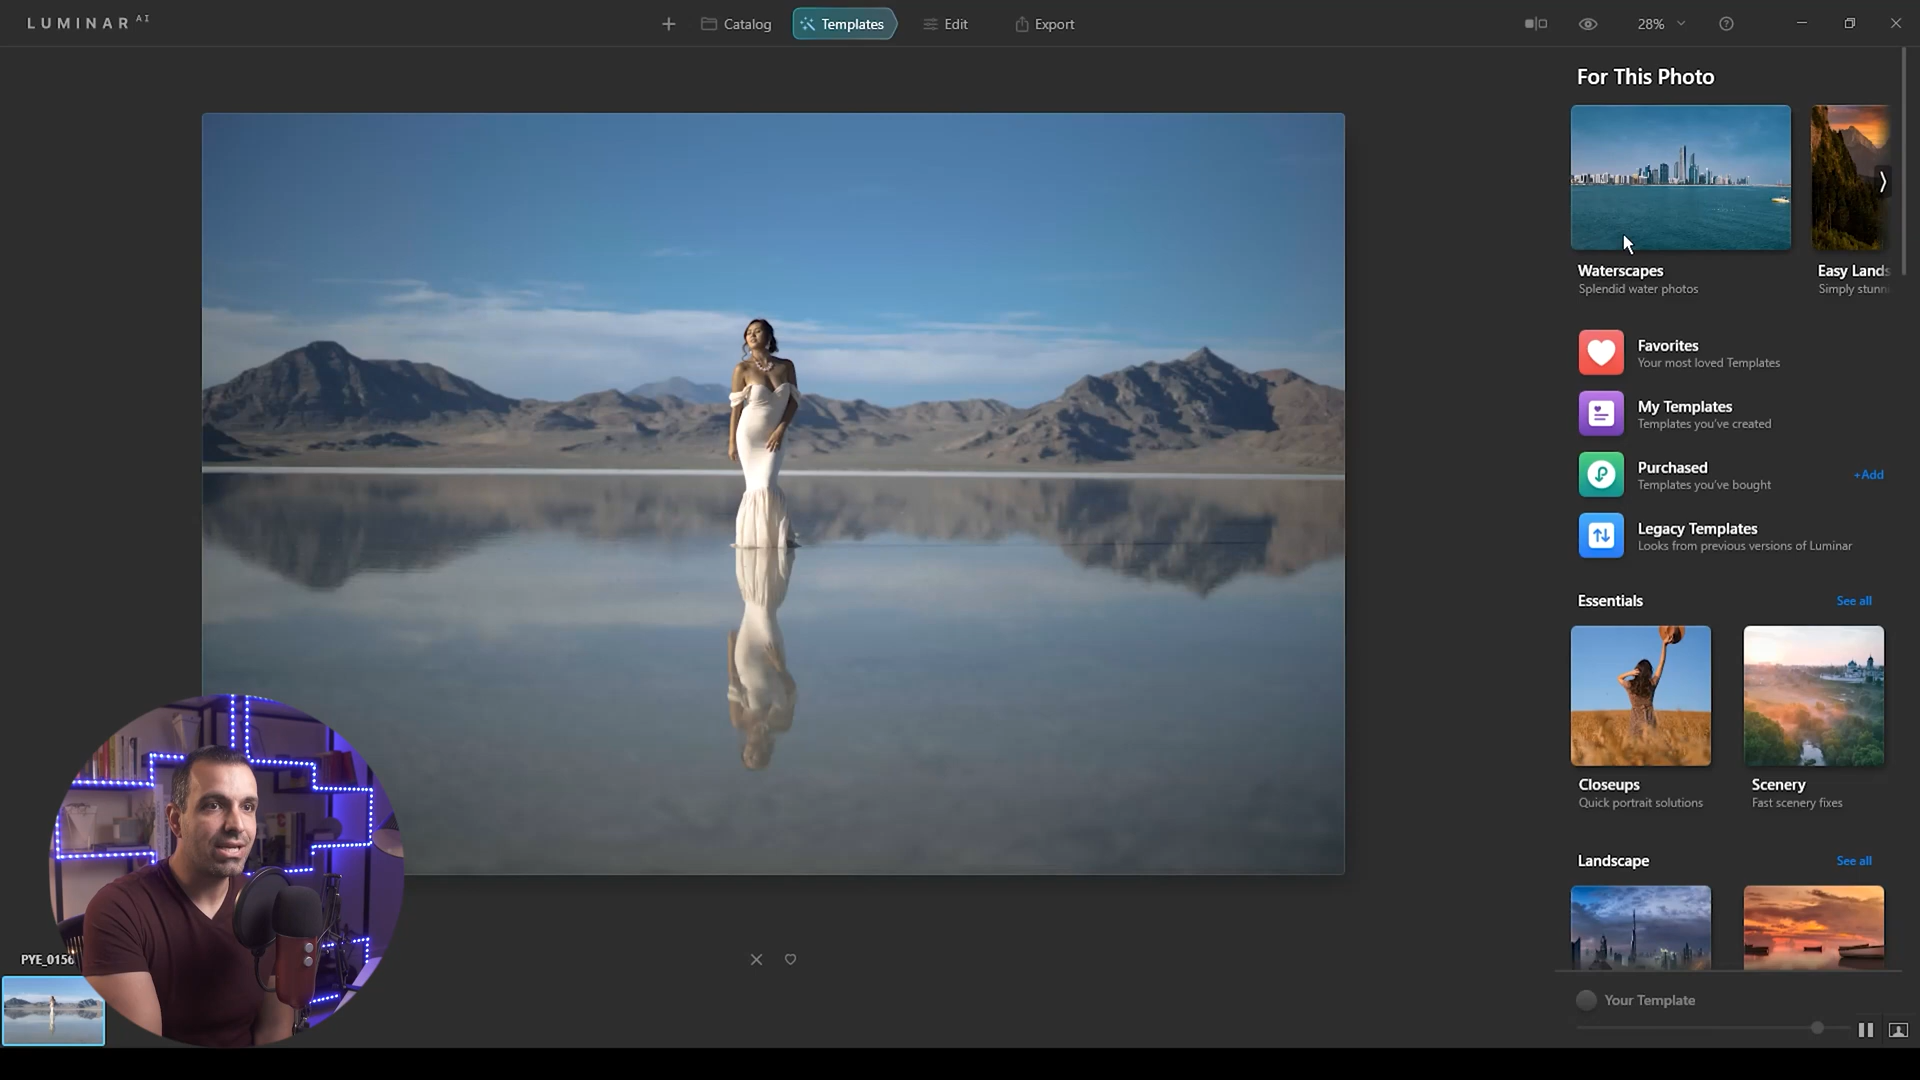 LUMINAR AI
Catalog
Templates
Edit
Export
28%
For This Photo
Waterscapes
Splendid water photos
Easy Lands
Simply stunn
Favorites
Your most loved Templates
My Templates
Templates you've created
Purchased
Templates you've bought
+Add
Legacy Templates
Looks from previous versions of Luminar
Essentials
See all
Closeups
Quick portrait solutions
Scenery
Fast scenery fixes
Landscape
See all
PYE_0156
Your Template